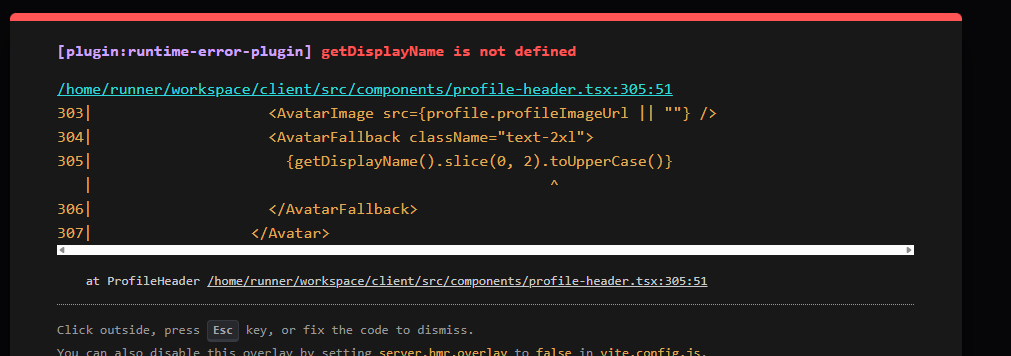 [plugin:runtime-error-plugin] getDisplayName is not defined
/home/runner/workspace/client/src/components/profile-header.tsx:305:51
303|                    <AvatarImage src={profile.profileImageUrl || ""} />
304|                    <AvatarFallback className="text-2xl">
305|                      {getDisplayName().slice(0, 2).toUpperCase()}
   |                                                     ^
306|                    </AvatarFallback>
307|                  </Avatar>
at ProfileHeader /home/runner/workspace/client/src/components/profile-header.tsx:305:51
Click outside, press Esc key, or fix the code to dismiss.
You can also disable this overlay by setting server.hmr.overlay to false in vite.config.js.